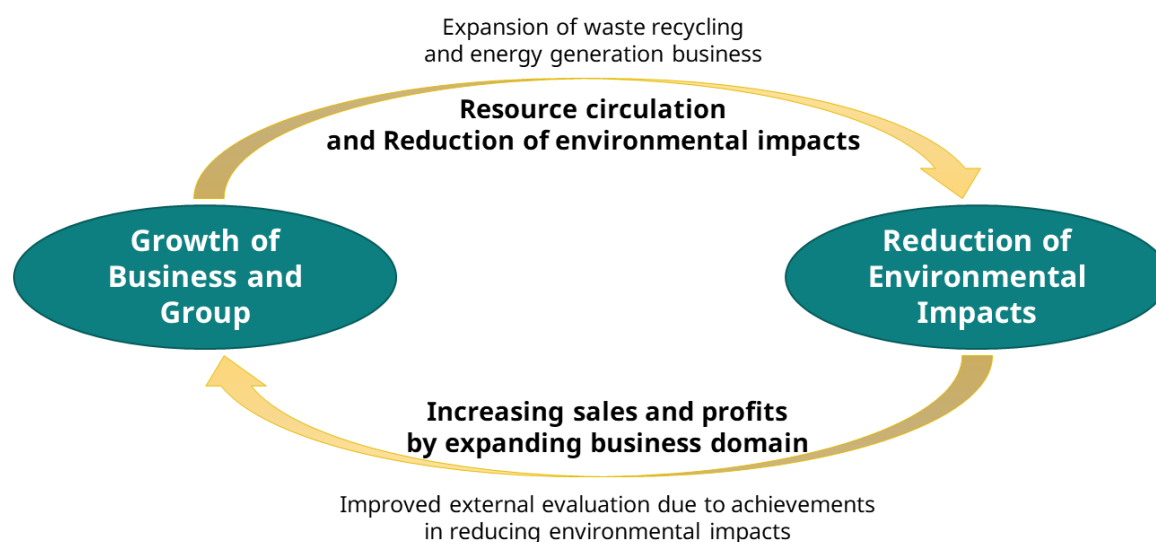 Expansion of waste recycling
and energy generation business
Resource circulation
and Reduction of environmental impacts
Growth of
Business and
Group
Reduction of
Environmental
Impacts
Increasing sales and profits
by expanding business domain
Improved external evaluation due to achievements
in reducing environmental impacts